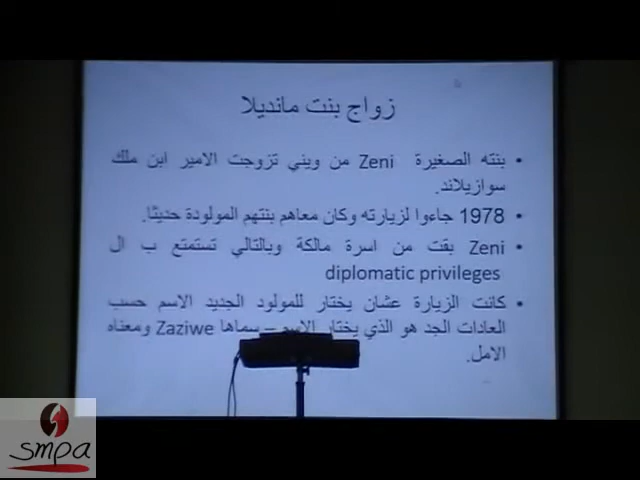 زواج بنت مانديلا
• بنته الصغيرة Zeni من ويني تزوجت الامير ابن ملك
سوازيلاند.
• 1978 جاءوا لزيارته وكان معاهم بنتهم المولودة حديثا.
• Zeni بقت من اسرة مالكة وبالتالي تستمتع ب ال
diplomatic privileges
• كانت الزيارة عشان يختار للمولود الجديد الاسم حسب
العادات الجد هو الذي يختار الاسم – سماها Zaziwe ومعناه
الامل.
smpa